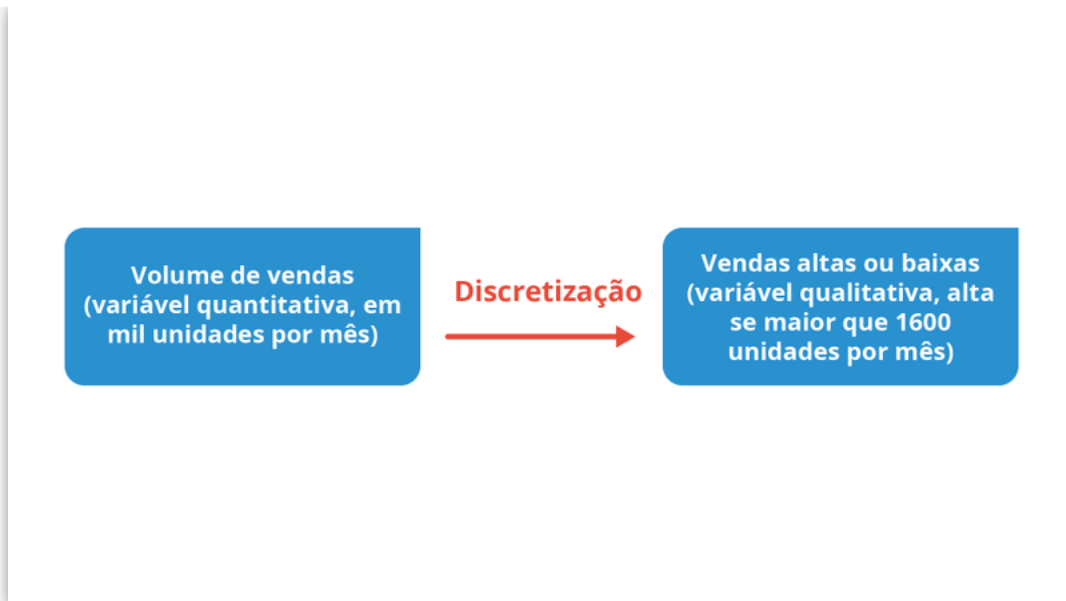 Volume de vendas
(variável quantitativa, em
mil unidades por mês)
Discretização
Vendas altas ou baixas
(variável qualitativa, alta
se maior que 1600
unidades por mês)